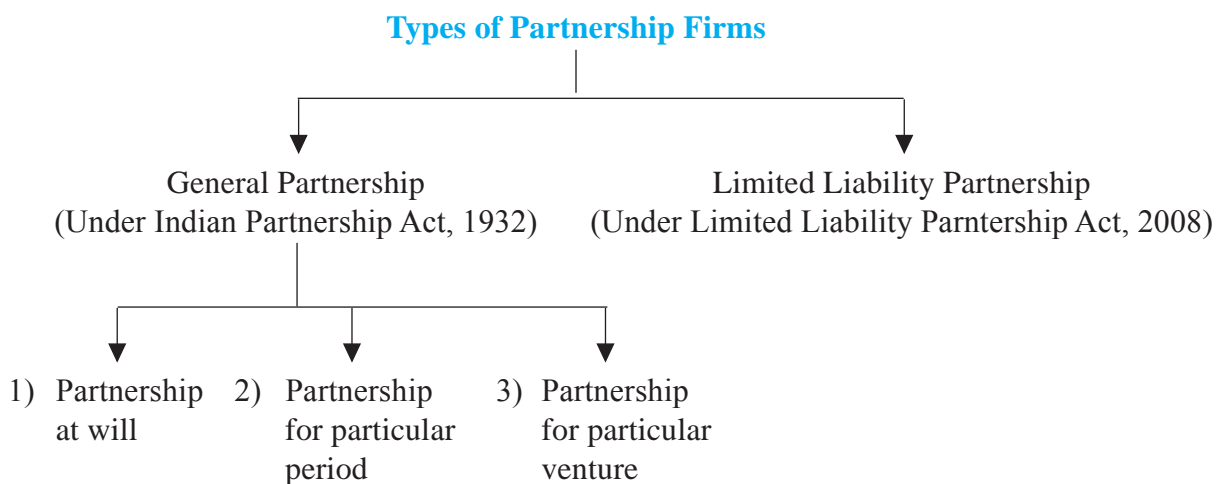 Types of Partnership Firms
General Partnership
(Under Indian Partnership Act, 1932)
Limited Liability Partnership
(Under Limited Liability Parntership Act, 2008)
1) Partnership
at will
2) Partnership
for particular
period
3) Partnership
for particular
venture